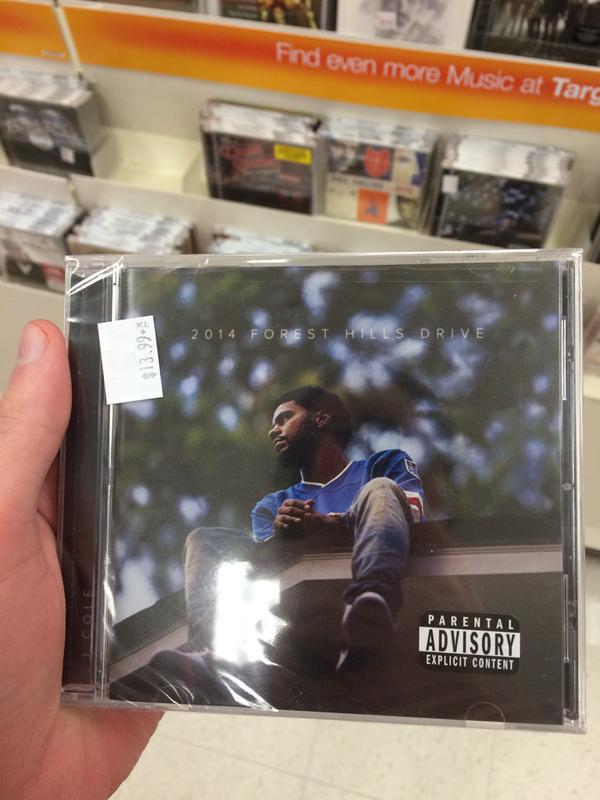 Find even more Music at Targ
2014 FOREST HILLS DRIVE
$13.99+
J. COLE
PARENTAL
ADVISORY
EXPLICIT CONTENT